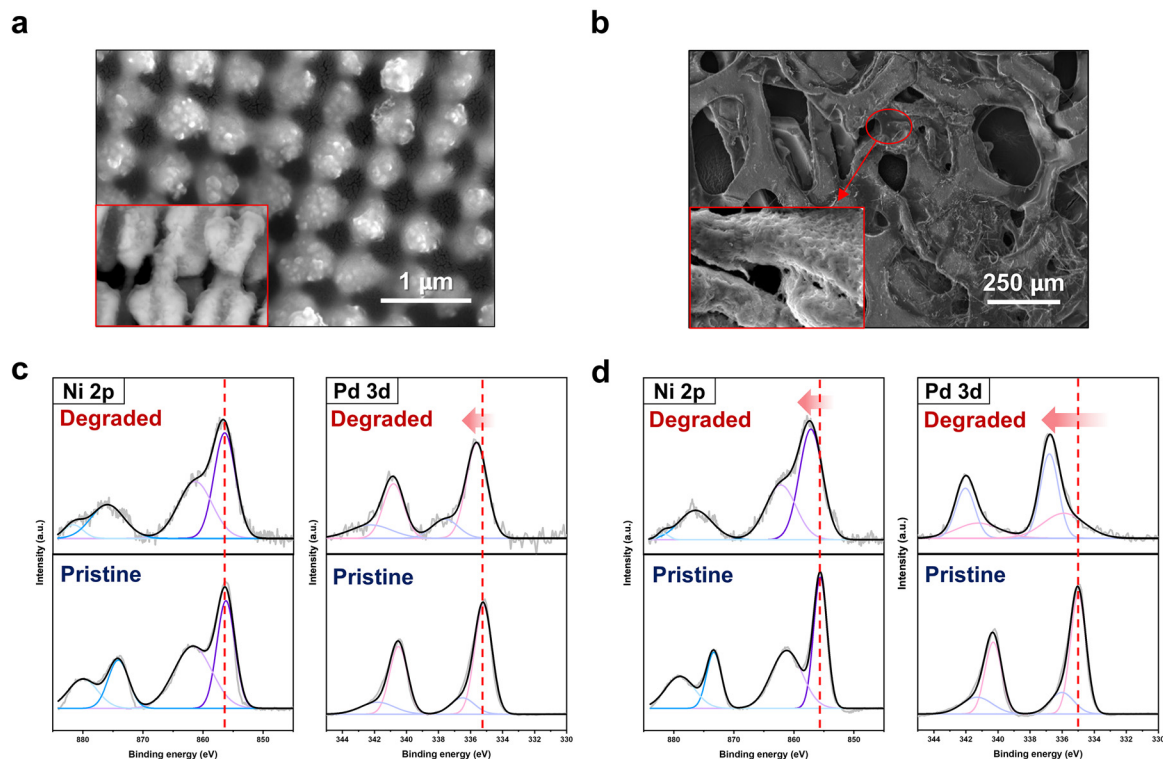 a
b
1 μm
250 μm
c
Ni 2p
Degraded
Pristine
Intensity (a.u.)
Intensity (a.u.)
880 870 860 850
Binding energy (eV)
Pd 3d
Degraded
Pristine
344 342 340 338 336 334 332 330
Binding energy (eV)
d
Ni 2p
Degraded
Pristine
Intensity (a.u.)
Intensity (a.u.)
880 870 860 850
Binding energy (eV)
Pd 3d
Degraded
Pristine
Intensity (a.u.)
Intensity (a.u.)
344 342 340 338 336 334 332 330
Binding energy (eV)